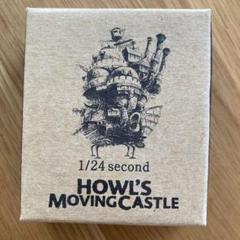 1/24 second
HOWL'S
MOVING CASTLE